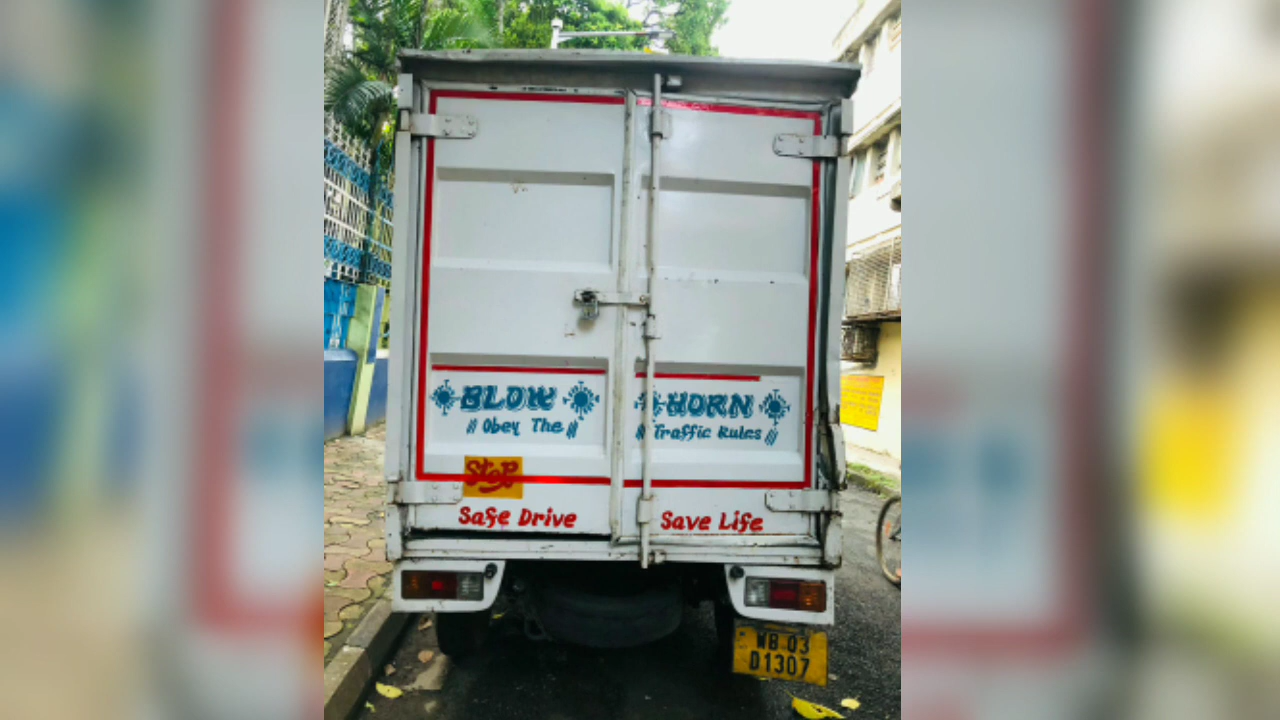 BLOW HORN
Obey The Traffic Rules
Stop
Safe Drive Save Life
WB 03
D1307